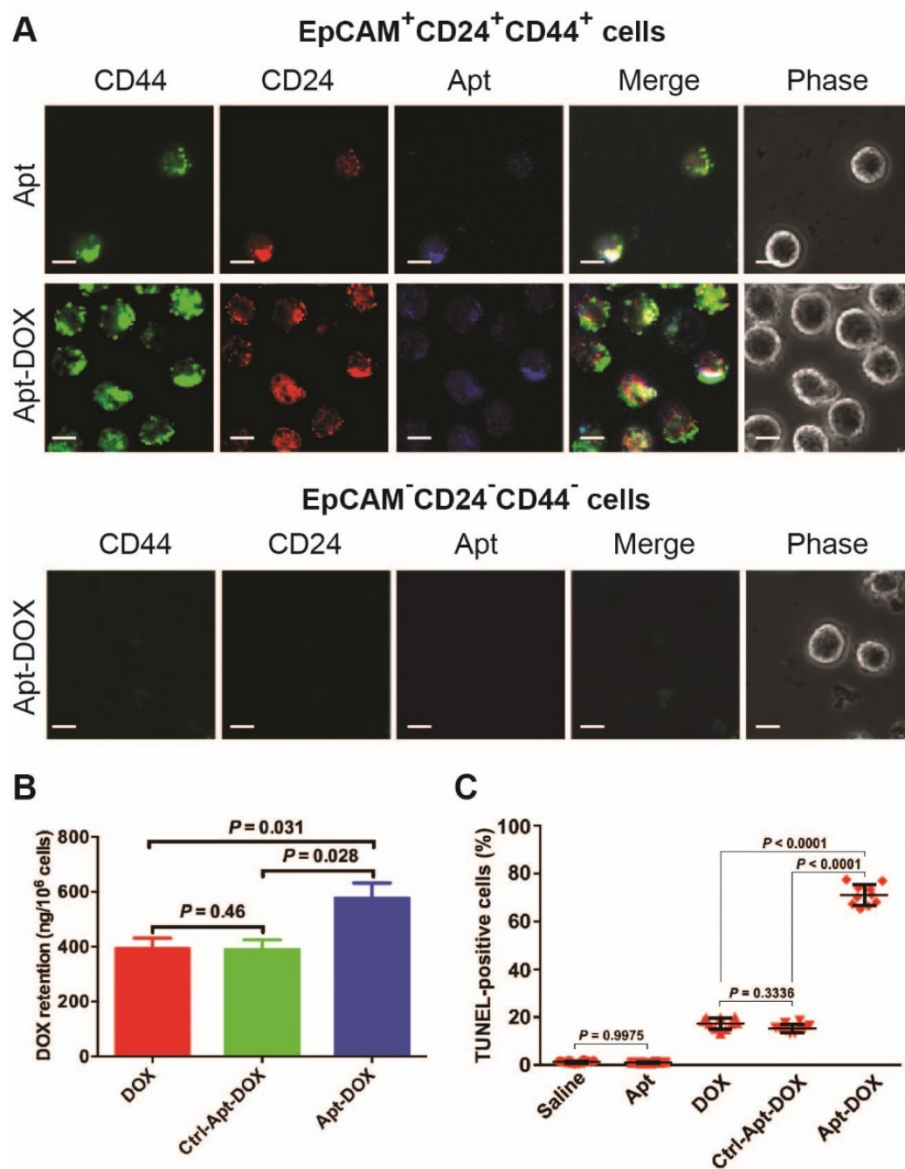 A
EpCAM⁺CD24⁺CD44⁺ cells
CD44 CD24 Apt Merge Phase
Apt
Apt-DOX
EpCAM⁻CD24⁻CD44⁻ cells
CD44 CD24 Apt Merge Phase
Apt-DOX
B
DOX retention (ng/10⁶ cells)
800
600
400
200
0
P = 0.031
P = 0.028
P = 0.46
DOX
Ctrl-Apt-DOX
Apt-DOX
C
TUNEL-positive cells (%)
100
80
60
40
20
0
P < 0.0001
P < 0.0001
P = 0.3336
P = 0.9975
Saline
Apt
DOX
Ctrl-Apt-DOX
Apt-DOX